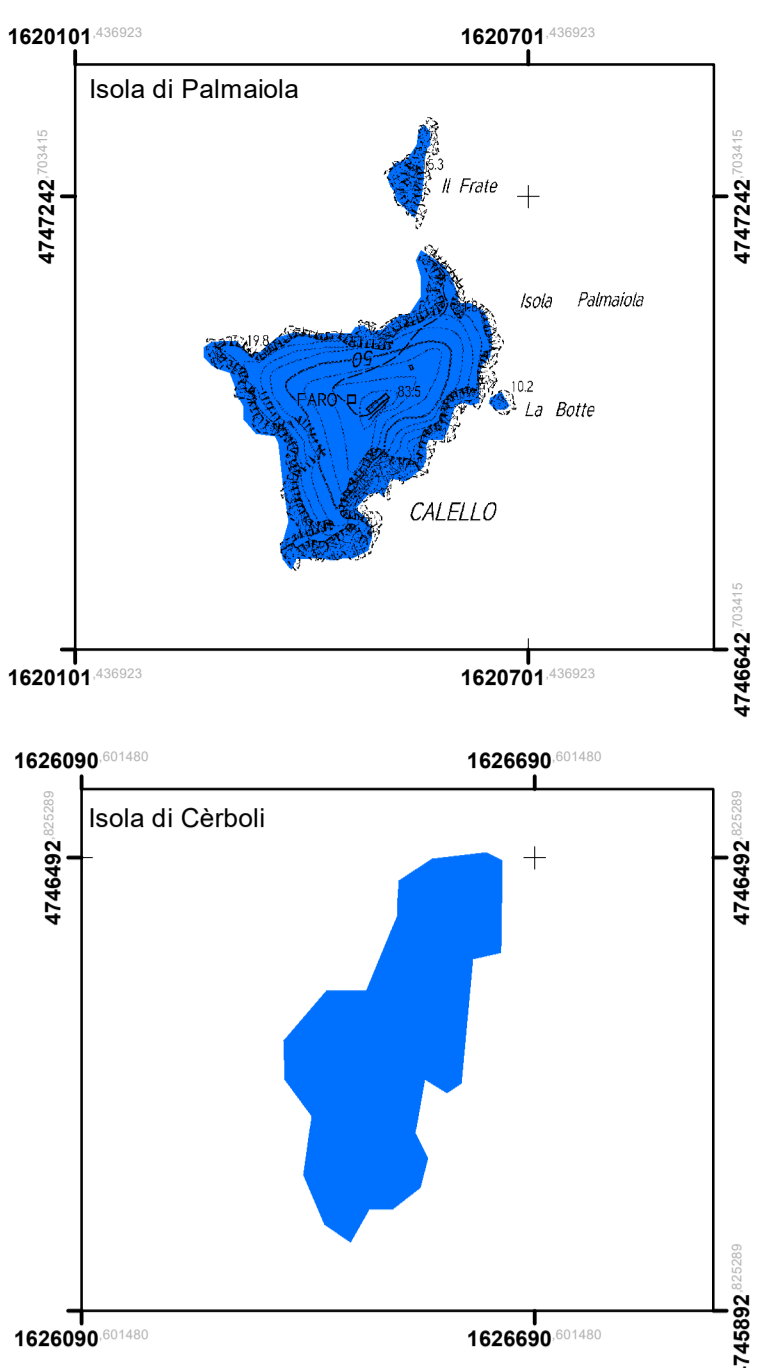 1620101,436923 1620701,436923
Isola di Palmaiola
4747242,703415
4747242,703415
5.3
Il Frate
Isola Palmaiola
19.8
50
FARO
83.5
10.2
La Botte
CALELLO
4746642,703415
1620101,436923 1620701,436923
1626090,601480 1626690,601480
Isola di Cèrboli
4746492,825289
4746492,825289
745892,825289
1626090,601480 1626690,601480